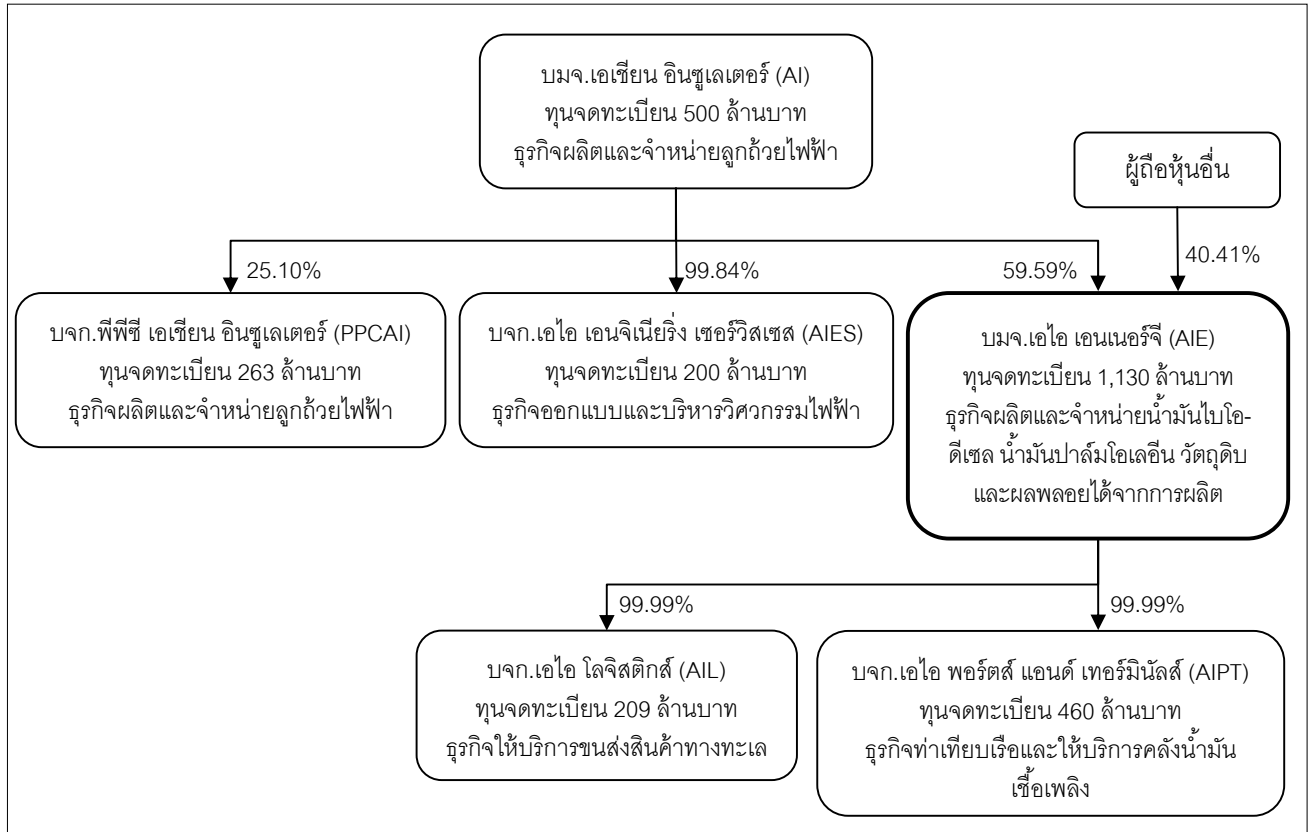 บมจ.เอเชียน อินซูเลเตอร์ (AI)
ทุนจดทะเบียน 500 ล้านบาท
ธุรกิจผลิตและจำหน่ายลูกถ้วยไฟฟ้า
ผู้ถือหุ้นอื่น
25.10%
99.84%
59.59%
40.41%
บจก.พีพีซี เอเชียน อินซูเลเตอร์ (PPCAI)
ทุนจดทะเบียน 263 ล้านบาท
ธุรกิจผลิตและจำหน่ายลูกถ้วยไฟฟ้า
บจก.เอไอ เอนจิเนียริ่ง เซอร์วิสเซส (AIES)
ทุนจดทะเบียน 200 ล้านบาท
ธุรกิจออกแบบและบริหารวิศวกรรมไฟฟ้า
บมจ.เอไอ เอนเนอร์จี (AIE)
ทุนจดทะเบียน 1,130 ล้านบาท
ธุรกิจผลิตและจำหน่ายน้ำมันไบโอ-
ดีเซล น้ำมันปาล์มโอเลอีน วัตถุดิบ
และผลพลอยได้จากการผลิต
99.99%
99.99%
บจก.เอไอ โลจิสติกส์ (AIL)
ทุนจดทะเบียน 209 ล้านบาท
ธุรกิจให้บริการขนส่งสินค้าทางทะเล
บจก.เอไอ พอร์ตส์ แอนด์ เทอร์มินัลส์ (AIPT)
ทุนจดทะเบียน 460 ล้านบาท
ธุรกิจท่าเทียบเรือและให้บริการคลังน้ำมัน
เชื้อเพลิง